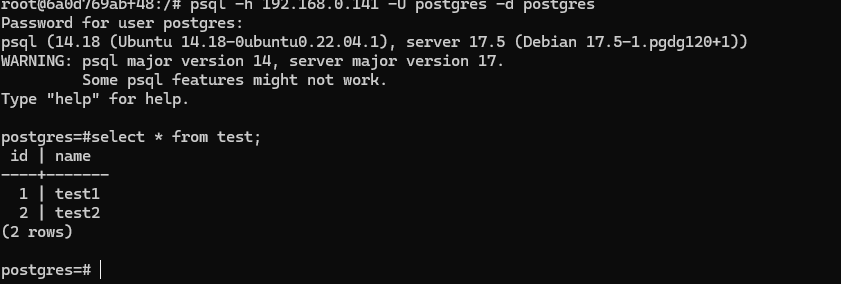 root@6a0d769abf48:/# psql -h 192.168.0.141 -U postgres -d postgres
Password for user postgres:
psql (14.18 (Ubuntu 14.18-0ubuntu0.22.04.1), server 17.5 (Debian 17.5-1.pgdg120+1))
WARNING: psql major version 14, server major version 17.
         Some psql features might not work.
Type "help" for help.

postgres=#select * from test;
 id | name
----+-------
  1 | test1
  2 | test2
(2 rows)

postgres=#